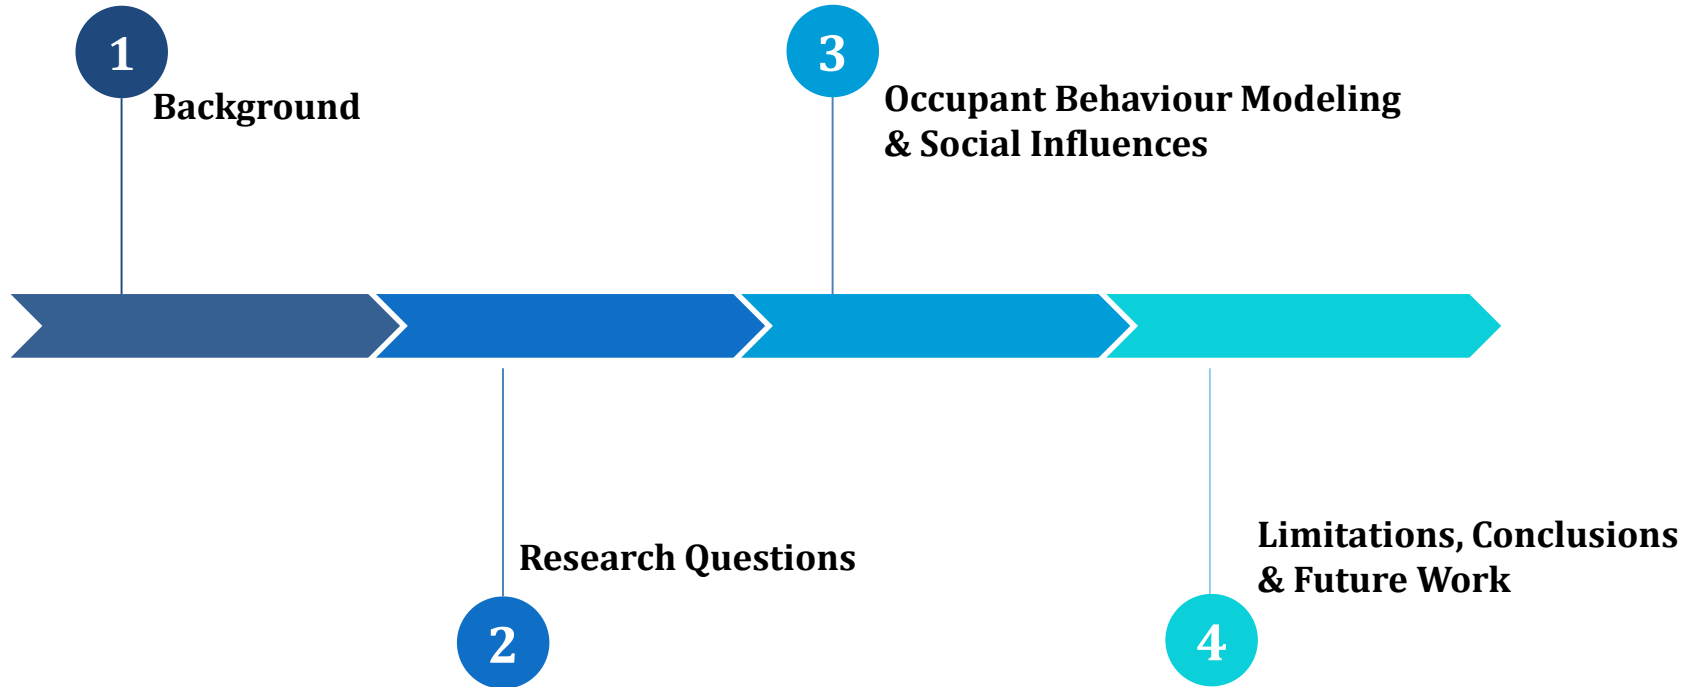 1
Background
2
Research Questions
3
Occupant Behaviour Modeling
& Social Influences
4
Limitations, Conclusions
& Future Work